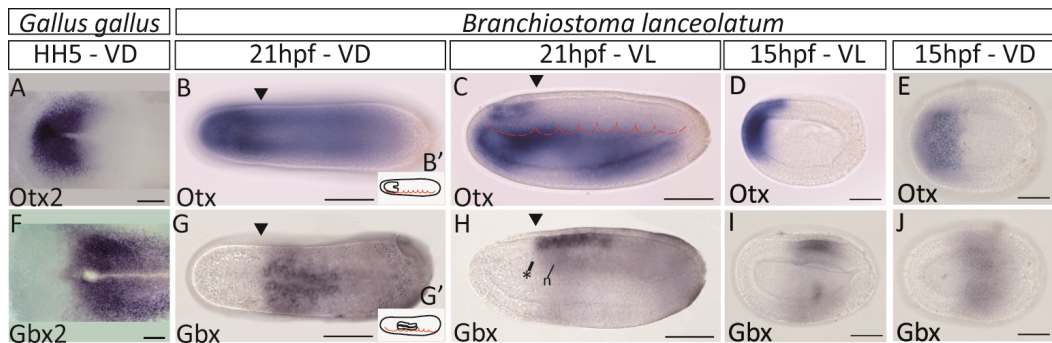 Gallus gallus
Branchiostoma lanceolatum
HH5 - VD
21hpf - VD
21hpf - VL
15hpf - VL
15hpf - VD
A
B
C
D
E
B'
Otx2
Otx
Otx
Otx
Otx
F
G
H
I
J
*
n
G'
Gbx2
Gbx
Gbx
Gbx
Gbx